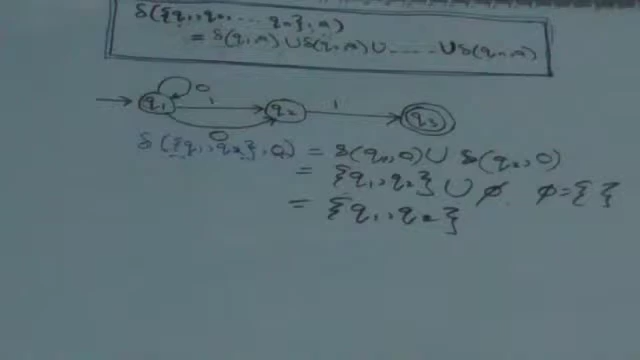 δ({q₁, q₂, ... qₙ}, a)
= δ(q₁, a) ∪ δ(q₂, a) ∪ ...... ∪ δ(qₙ, a)
0
q₁ 1 q₂ 1 q₃
0
δ({q₁, q₂}, 0) = δ(q₁, 0) ∪ δ(q₂, 0)
= {q₁, q₂} ∪ ϕ. ϕ = { }
= {q₁, q₂}